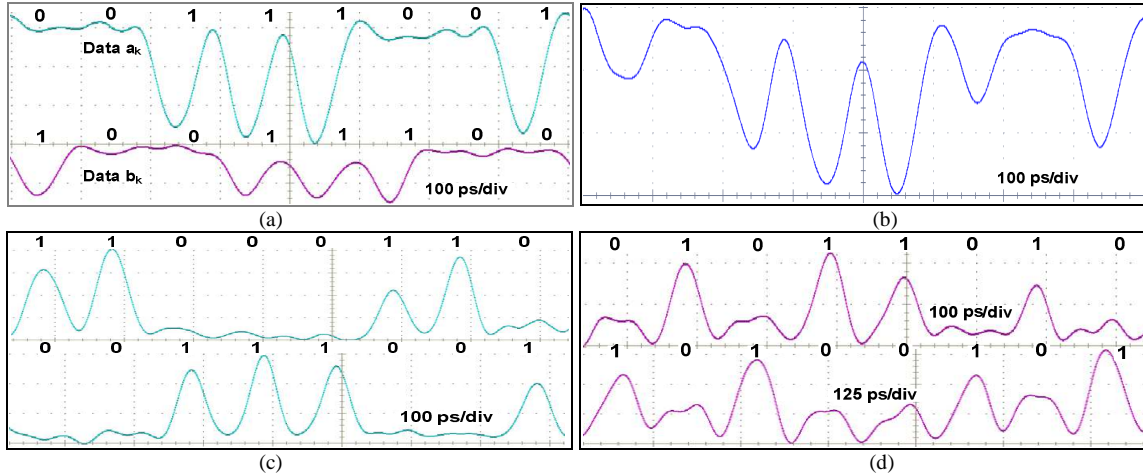 0 0 1 1 1 0 0 1
Data aₖ
1 0 0 1 1 1 0 0
Data bₖ
100 ps/div
(a)
100 ps/div
(b)
1 1 0 0 0 1 1 0
0 0 1 1 1 0 0 1
100 ps/div
(c)
0 1 0 1 1 0 1 0
100 ps/div
1 0 1 0 0 1 0 1
125 ps/div
(d)